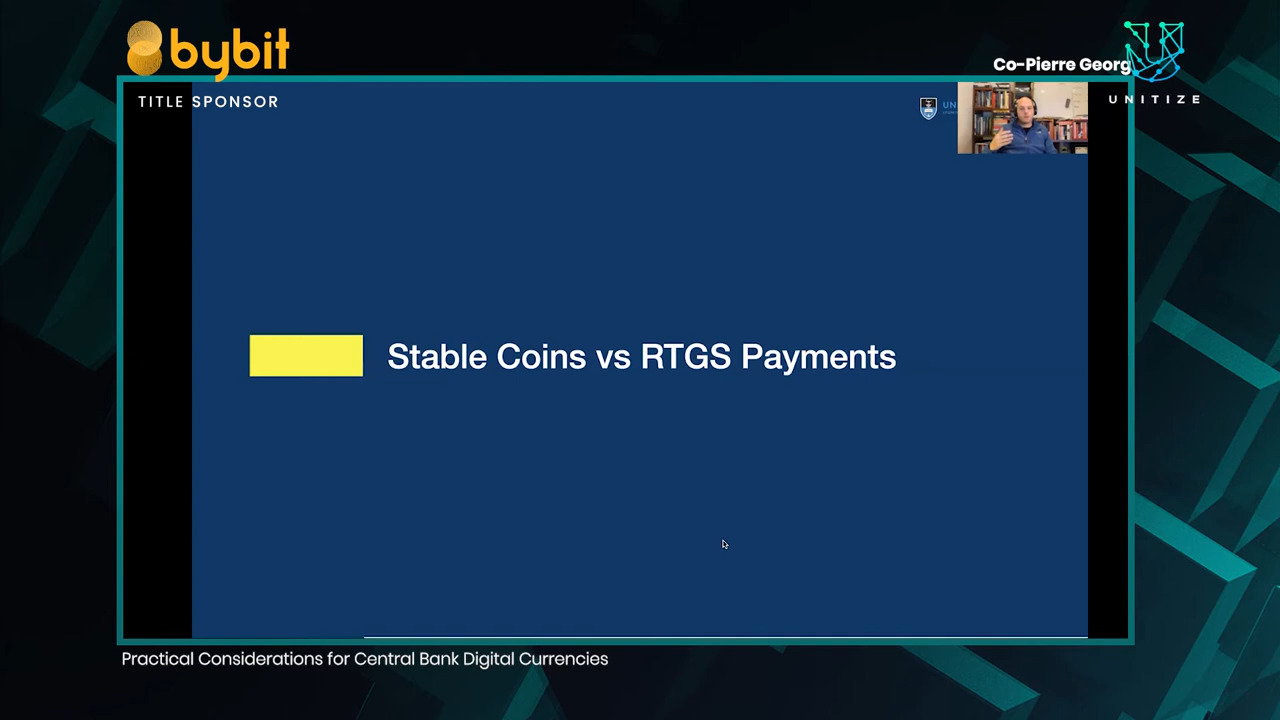 bybit
TITLE SPONSOR
Co-Pierre Georg
UNITIZE
UN
Stable Coins vs RTGS Payments
Practical Considerations for Central Bank Digital Currencies